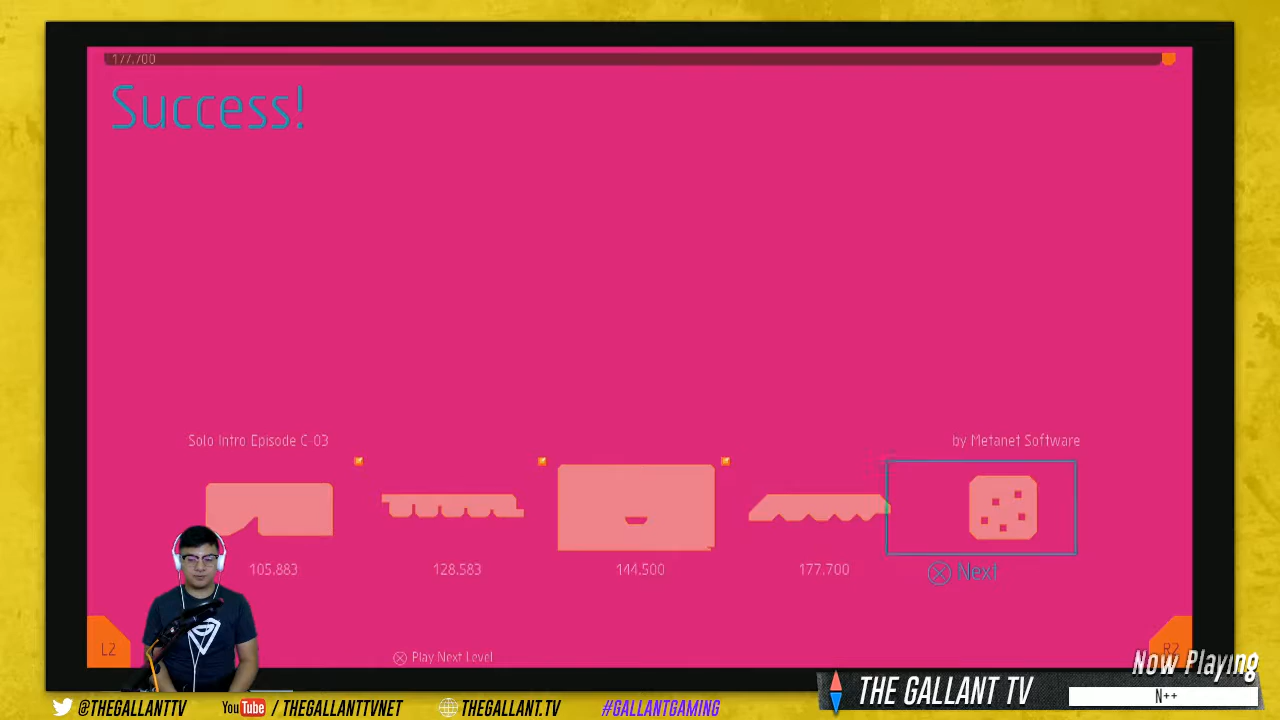 177.700
Success!
Solo Intro Episode C-03
by Metanet Software
105.883
128.583
144.500
177.700
Next
L2
R2
Play Next Level
Now Playing
THE GALLANT TV
N++
@THEGALLANTTV
YouTube / THEGALLANTTVNET
THEGALLANT.TV
#GALLANTGAMING